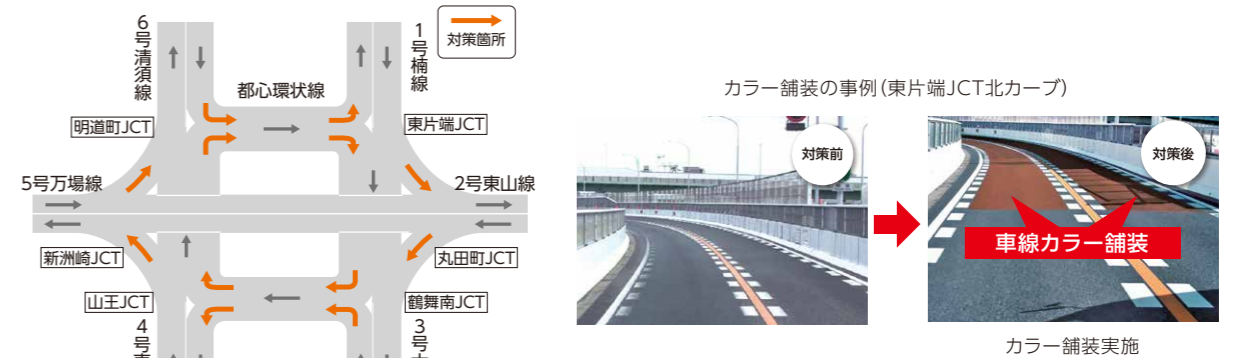 6号清須線
1号楠線
対策箇所
都心環状線
明道町JCT
東片端JCT
5号万場線
2号東山線
新洲崎JCT
丸田町JCT
山王JCT
鶴舞南JCT
4号
3号
カラー舗装の事例(東片端JCT北カーブ)
対策前
対策後
車線カラー舗装
カラー舗装実施